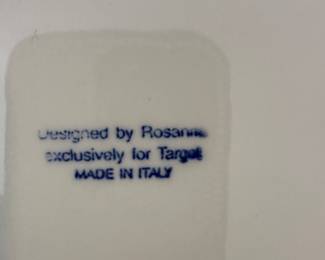 Designed by Rosanna
exclusively for Target
MADE IN ITALY